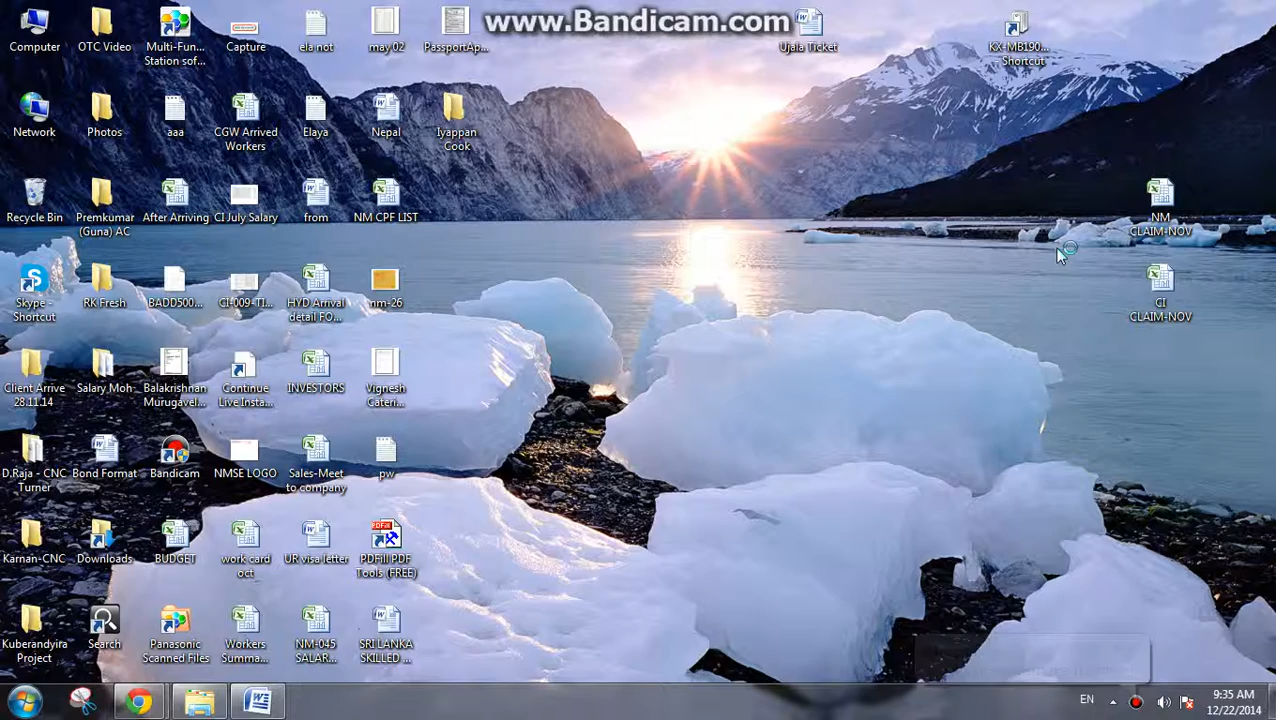 www.Bandicam.com
Computer
OTC Video
Multi-Fun...
Station sof...
Capture
ela not
may 02
PassportAp...
Ujala Ticket
KX-MB190...
- Shortcut
Network
Photos
aaa
CGW Arrived
Workers
Elaya
Nepal
Iyappan
Cook
Recycle Bin
Premkumar
(Guna) AC
After Arriving
CI July Salary
from
NM CPF LIST
NM
CLAIM-NOV
Skype -
Shortcut
RK Fresh
BADD500...
CI-009-TI...
HYD Arrival
detail FO...
nm-26
CI
CLAIM-NOV
Client Arrive
28.11.14
Salary Moh
Balakrishnan
Murugavel...
Continue
Live Insta...
INVESTORS
Vignesh
Cateri...
D.Raja - CNC
Turner
Bond Format
Bandicam
NMSE LOGO
Sales-Meet
to company
pw
Karnan-CNC
Downloads
BUDGET
work card
oct
UR visa letter
PDFill PDF
Tools (FREE)
Kuberandyira
Project
Search
Panasonic
Scanned Files
Workers
Summa...
NM-045
SALAR...
SRI LANKA
SKILLED ...
EN
9:35 AM
12/22/2014